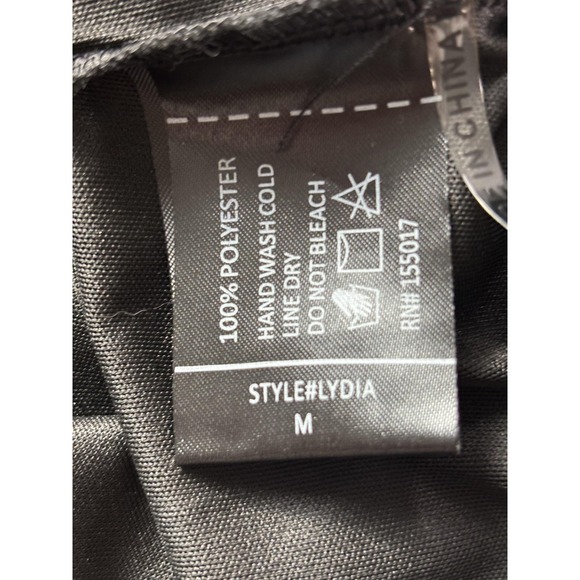 100% POLYESTER
HAND WASH COLD
LINE DRY
DO NOT BLEACH
RN# 155017
STYLE#LYDIA
M
IN CHINA